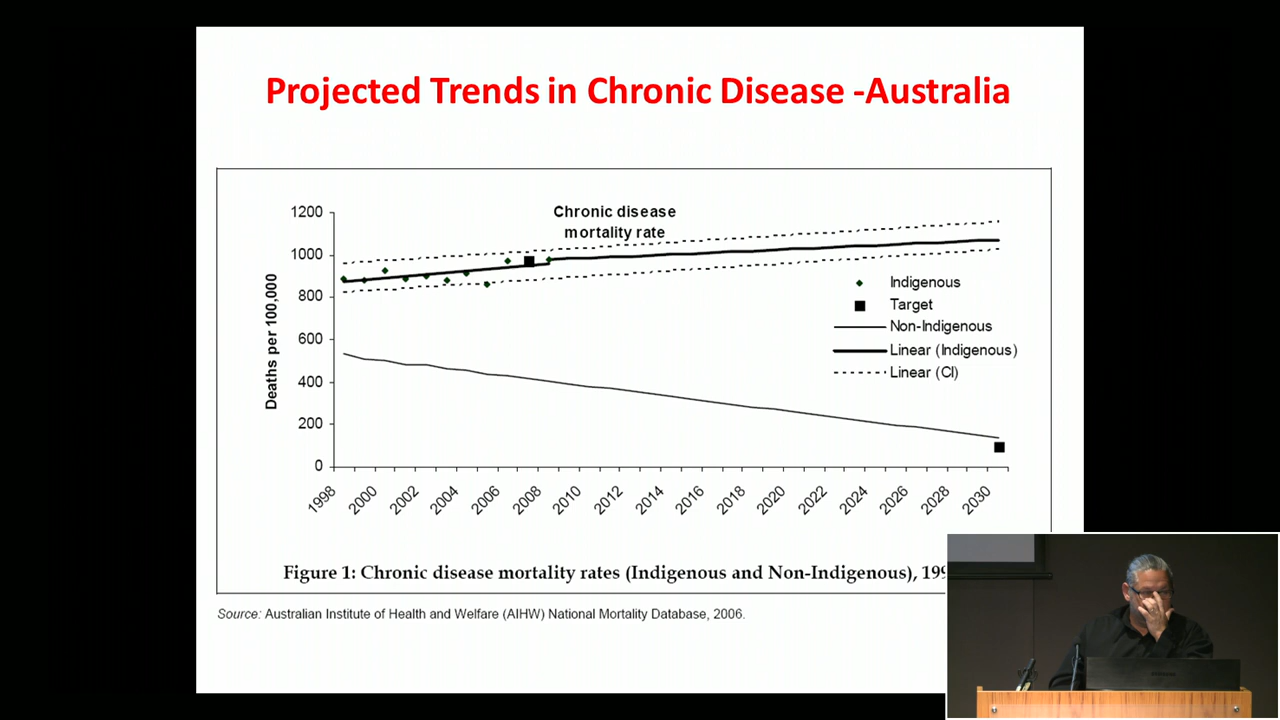 Projected Trends in Chronic Disease -Australia
Chronic disease
mortality rate
Deaths per 100,000
1200
1000
800
600
400
200
0
1998
2000
2002
2004
2006
2008
2010
2012
2014
2016
2018
2020
2022
2024
2026
2028
2030
Indigenous
Target
Non-Indigenous
Linear (Indigenous)
Linear (CI)
Figure 1: Chronic disease mortality rates (Indigenous and Non-Indigenous),
Source: Australian Institute of Health and Welfare (AIHW) National Mortality Database, 2006.